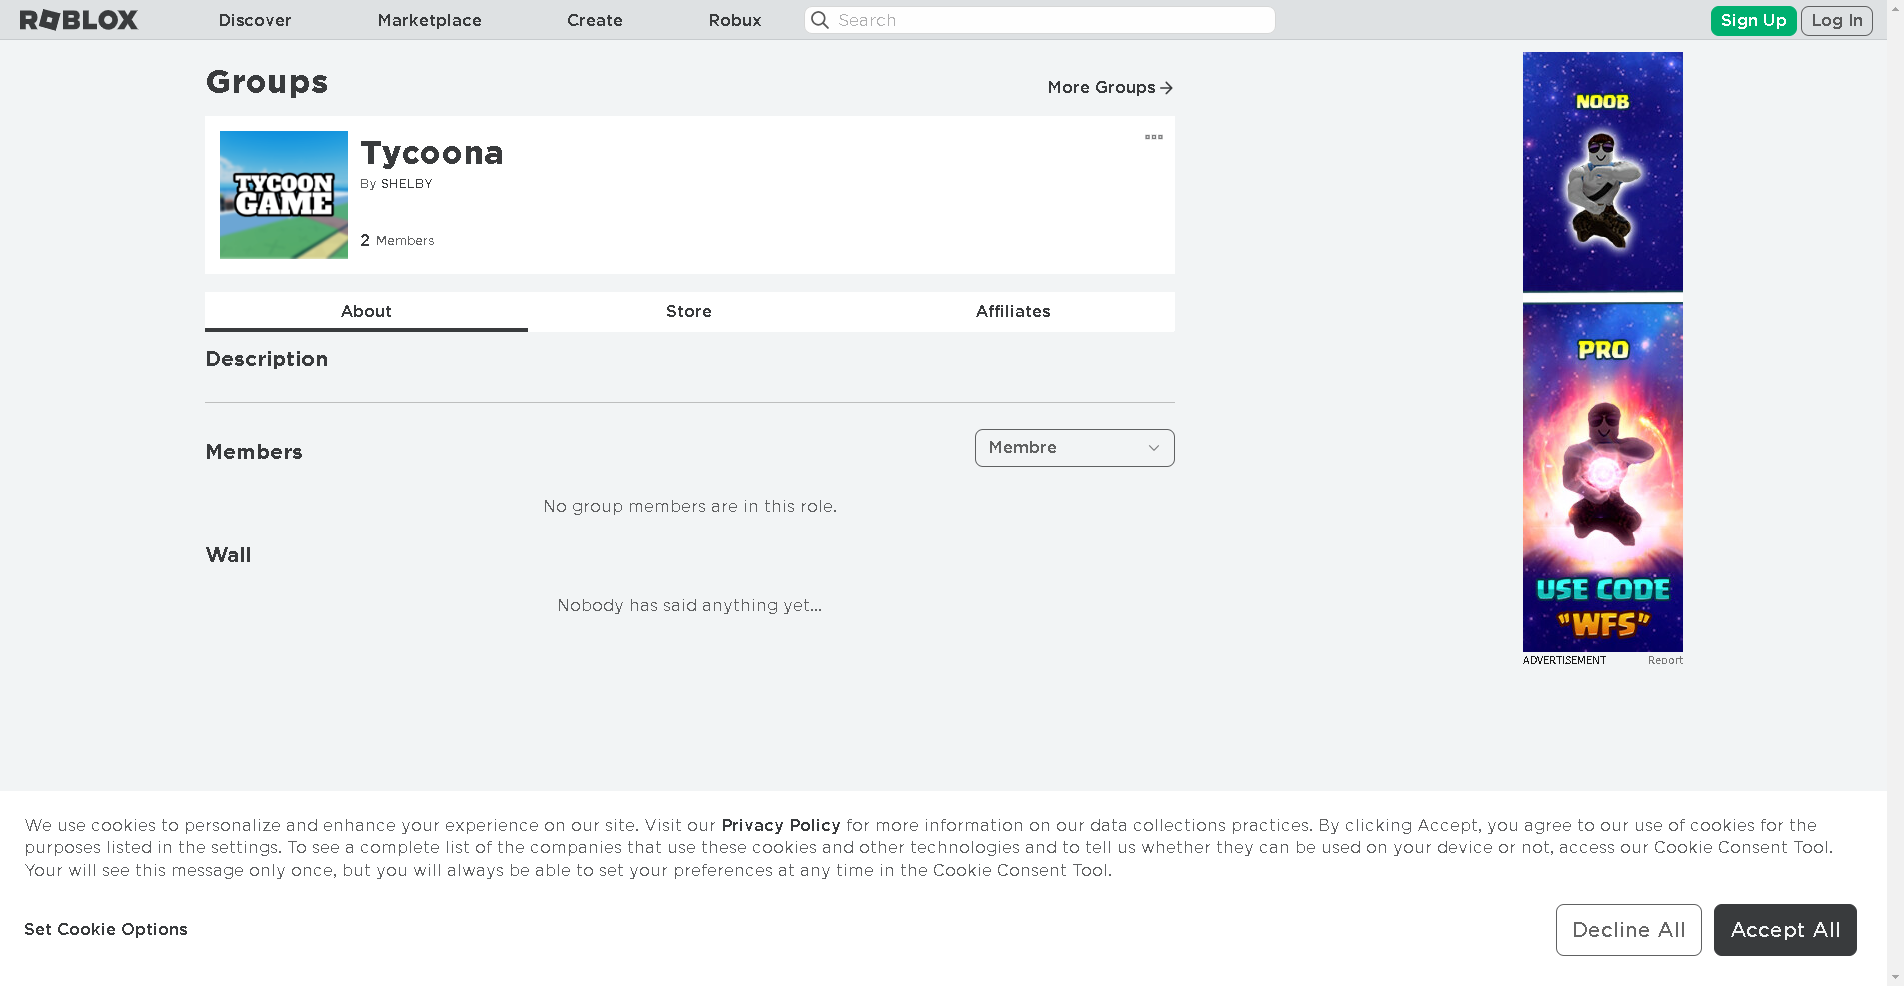 ROBLOX
Discover
Marketplace
Create
Robux
Search
Sign Up
Log In
Groups
More Groups
TYCOON
GAME
Tycoona
By SHELBY
2 Members
About
Store
Affiliates
Description
Members
Membre
No group members are in this role.
Wall
Nobody has said anything yet...
NOOB
PRO
USE CODE
"WFS"
ADVERTISEMENT
Report
We use cookies to personalize and enhance your experience on our site. Visit our Privacy Policy for more information on our data collections practices. By clicking Accept, you agree to our use of cookies for the
purposes listed in the settings. To see a complete list of the companies that use these cookies and other technologies and to tell us whether they can be used on your device or not, access our Cookie Consent Tool.
Your will see this message only once, but you will always be able to set your preferences at any time in the Cookie Consent Tool.
Set Cookie Options
Decline All
Accept All